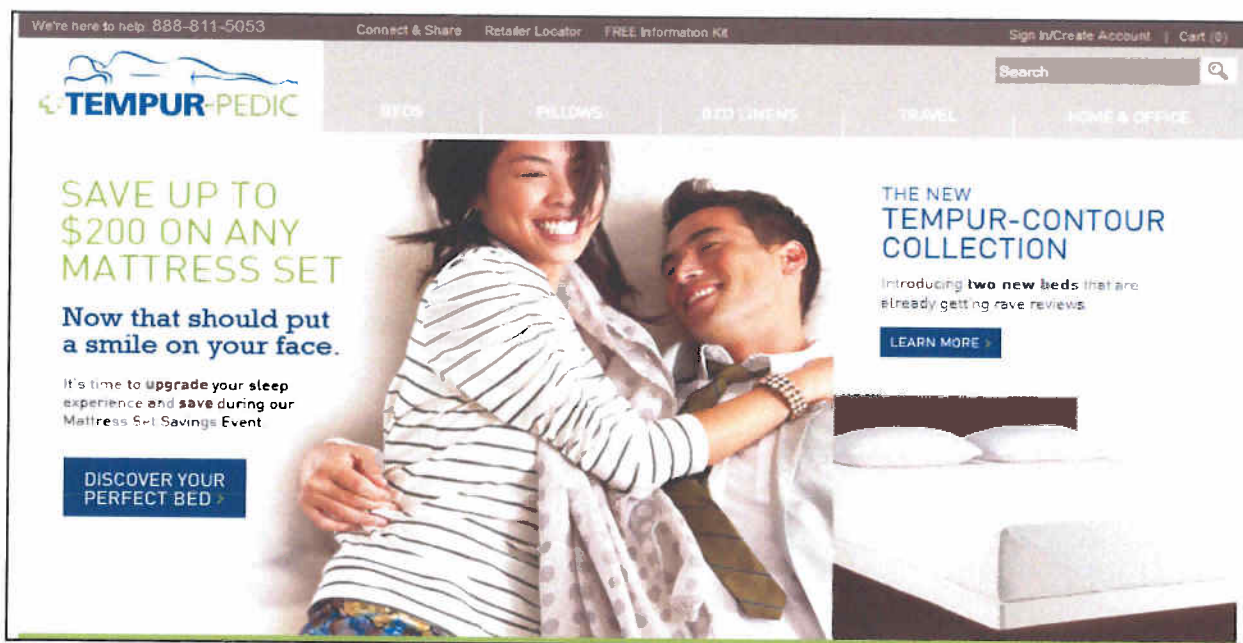 We're here to help 888-811-5053
Connect & Share Retailer Locator FREE Information Kit
Sign In/Create Account | Cart (0)
Search
TEMPUR-PEDIC
BEDS PILLOWS BED LINENS TRAVEL HOME & OFFICE
SAVE UP TO
$200 ON ANY
MATTRESS SET
Now that should put
a smile on your face.
It's time to upgrade your sleep
experience and save during our
Mattress Set Savings Event
DISCOVER YOUR
PERFECT BED >
THE NEW
TEMPUR-CONTOUR
COLLECTION
Introducing two new beds that are
already getting rave reviews
LEARN MORE >